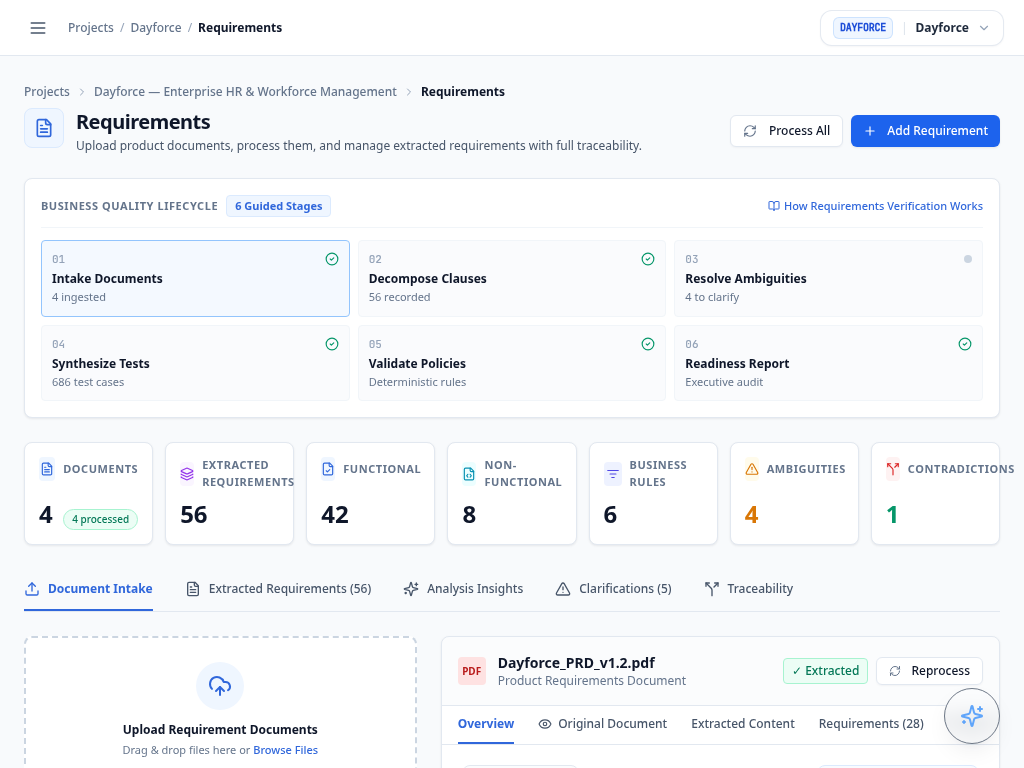 Projects / Dayforce / Requirements
DAYFORCE Dayforce
Projects > Dayforce — Enterprise HR & Workforce Management > Requirements
Requirements
Upload product documents, process them, and manage extracted requirements with full traceability.
Process All
Add Requirement
BUSINESS QUALITY LIFECYCLE 6 Guided Stages
How Requirements Verification Works
01
Intake Documents
4 ingested
02
Decompose Clauses
56 recorded
03
Resolve Ambiguities
4 to clarify
04
Synthesize Tests
686 test cases
05
Validate Policies
Deterministic rules
06
Readiness Report
Executive audit
DOCUMENTS
4 4 processed
EXTRACTED
REQUIREMENTS
56
FUNCTIONAL
42
NON-
FUNCTIONAL
8
BUSINESS
RULES
6
AMBIGUITIES
4
CONTRADICTIONS
1
Document Intake Extracted Requirements (56) Analysis Insights Clarifications (5) Traceability
Upload Requirement Documents
Drag & drop files here or Browse Files
PDF
Dayforce_PRD_v1.2.pdf
Product Requirements Document
✓ Extracted
Reprocess
Overview Original Document Extracted Content Requirements (28)